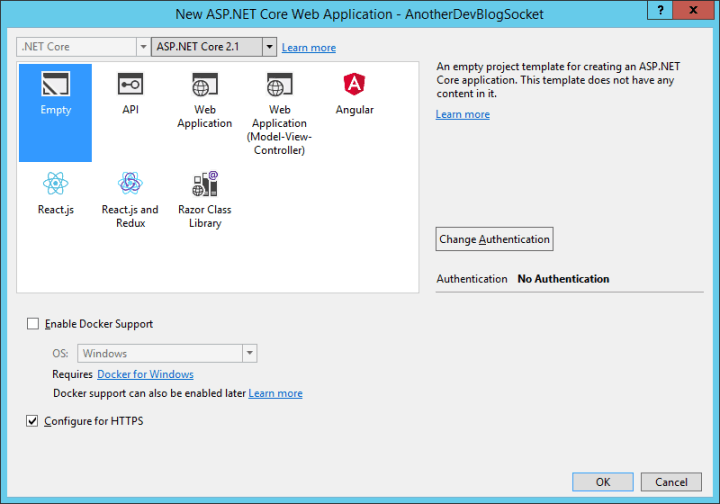 New ASP.NET Core Web Application - AnotherDevBlogSocket
? X
.NET Core
ASP.NET Core 2.1
Learn more
Empty
API
Web
Application
Web
Application
(Model-View-
Controller)
Angular
React.js
React.js and
Redux
Razor Class
Library
An empty project template for creating an ASP.NET
Core application. This template does not have any
content in it.
Learn more
Change Authentication
Authentication No Authentication
Enable Docker Support
OS: Windows
Requires Docker for Windows
Docker support can also be enabled later Learn more
Configure for HTTPS
OK
Cancel